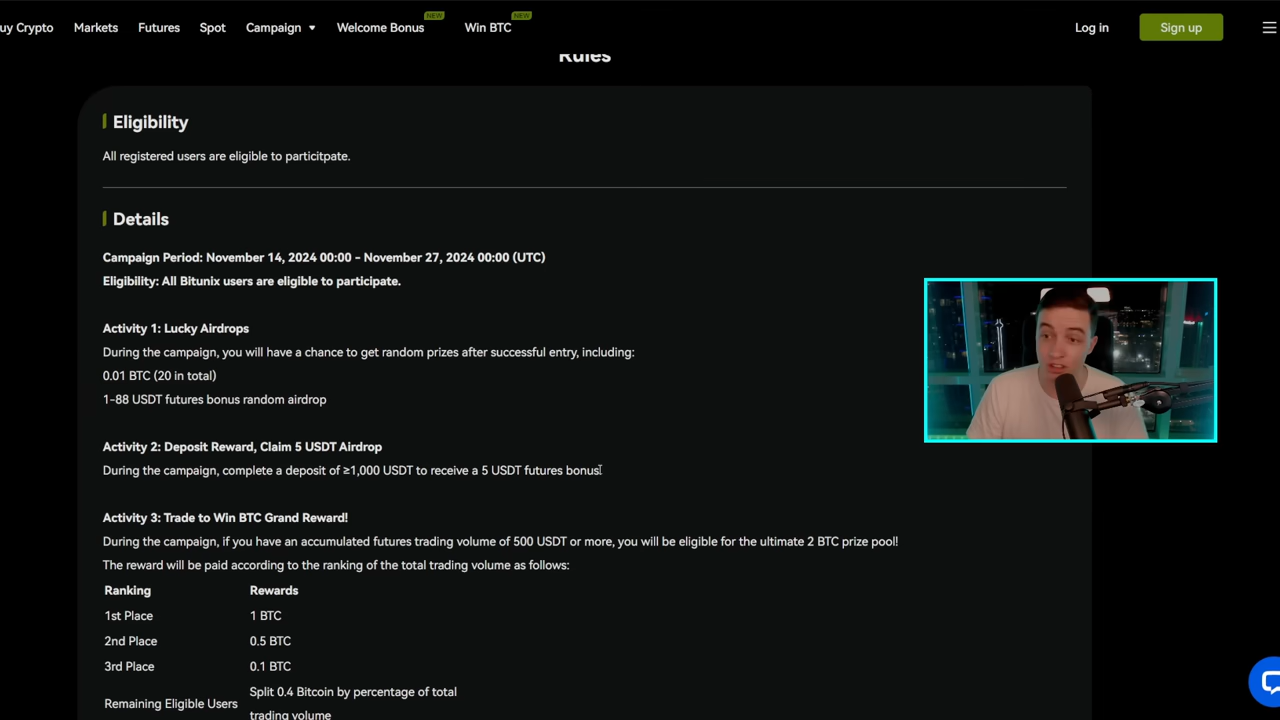 uy Crypto Markets Futures Spot Campaign Welcome Bonus NEW Win BTC NEW Log in Sign up
Rules
Eligibility
All registered users are eligible to particitpate.
Details
Campaign Period: November 14, 2024 00:00 - November 27, 2024 00:00 (UTC)
Eligibility: All Bitunix users are eligible to participate.
Activity 1: Lucky Airdrops
During the campaign, you will have a chance to get random prizes after successful entry, including:
0.01 BTC (20 in total)
1-88 USDT futures bonus random airdrop
Activity 2: Deposit Reward, Claim 5 USDT Airdrop
During the campaign, complete a deposit of ≥1,000 USDT to receive a 5 USDT futures bonus.
Activity 3: Trade to Win BTC Grand Reward!
During the campaign, if you have an accumulated futures trading volume of 500 USDT or more, you will be eligible for the ultimate 2 BTC prize pool!
The reward will be paid according to the ranking of the total trading volume as follows:
Ranking Rewards
1st Place 1 BTC
2nd Place 0.5 BTC
3rd Place 0.1 BTC
Remaining Eligible Users Split 0.4 Bitcoin by percentage of total
trading volume